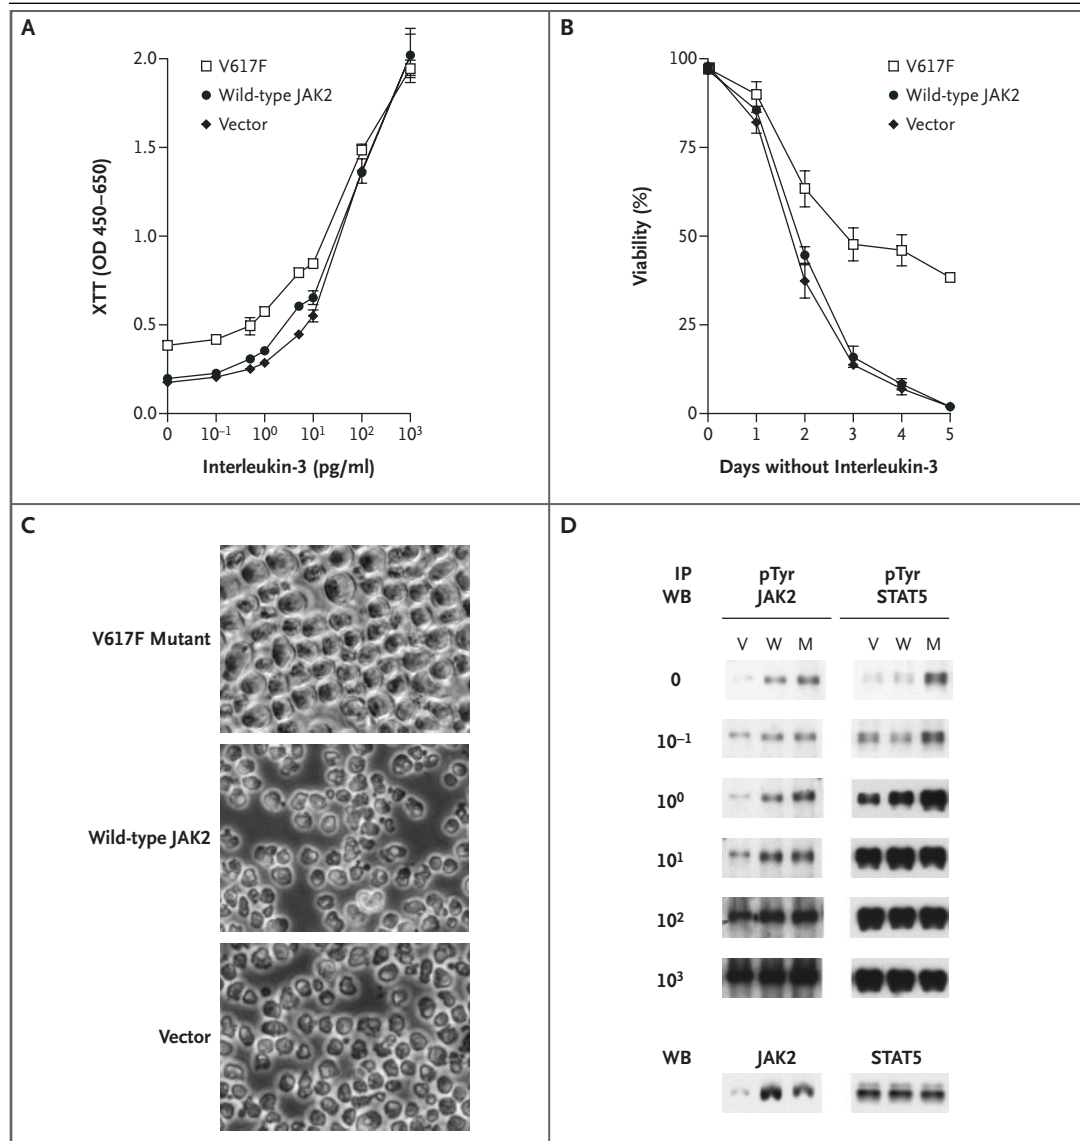 A
2.0
1.5
1.0
0.5
0.0
XTT (OD 450–650)
V617F
Wild-type JAK2
Vector
0 10⁻¹ 10⁰ 10¹ 10² 10³
Interleukin-3 (pg/ml)
B
100
75
50
25
0
Viability (%)
V617F
Wild-type JAK2
Vector
0 1 2 3 4 5
Days without Interleukin-3
C
V617F Mutant
Wild-type JAK2
Vector
D
IP pTyr pTyr
WB JAK2 STAT5
V W M V W M
0
10⁻¹
10⁰
10¹
10²
10³
WB JAK2 STAT5